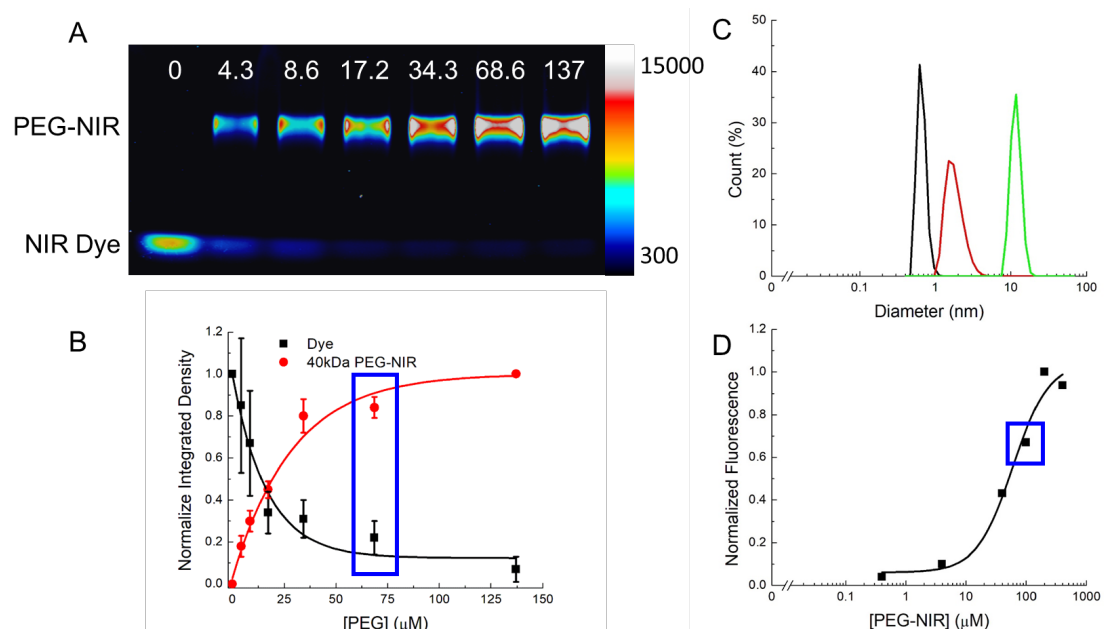 A
0 4.3 8.6 17.2 34.3 68.6 137
PEG-NIR
NIR Dye
15000
300
B
Normalize Integrated Density
1.2
1.0
0.8
0.6
0.4
0.2
0.0
Dye
40kDa PEG-NIR
0 25 50 75 100 125 150
[PEG] (μM)
C
Count (%)
50
40
30
20
10
0
0 0.1 1 10 100
Diameter (nm)
D
Normalized Fluorescence
1.2
1.0
0.8
0.6
0.4
0.2
0.0
0 0.1 1 10 100 1000
[PEG-NIR] (μM)